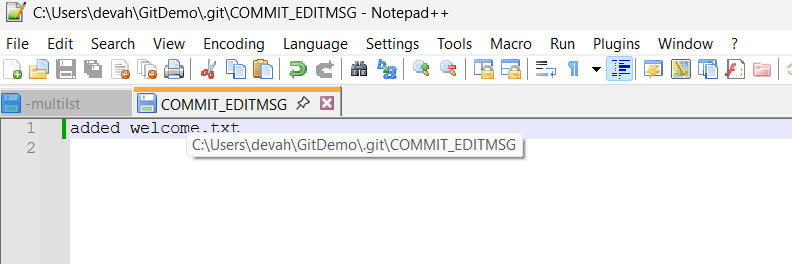 C:\Users\devah\GitDemo\.git\COMMIT_EDITMSG - Notepad++
File Edit Search View Encoding Language Settings Tools Macro Run Plugins Window ?
-multilst COMMIT_EDITMSG
1 added welcome.txt
C:\Users\devah\GitDemo\.git\COMMIT_EDITMSG
2